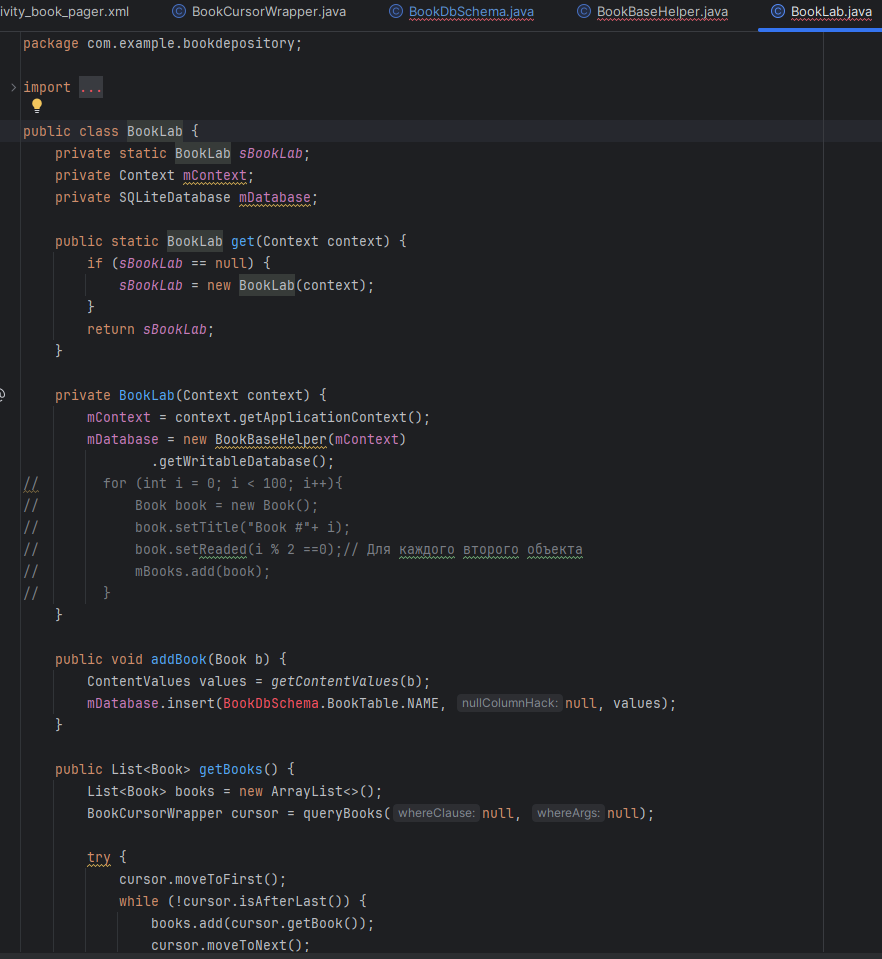 ivity_book_pager.xml BookCursorWrapper.java BookDbSchema.java BookBaseHelper.java BookLab.java
package com.example.bookdepository;
import ...
public class BookLab {
    private static BookLab sBookLab;
    private Context mContext;
    private SQLiteDatabase mDatabase;
    public static BookLab get(Context context) {
        if (sBookLab == null) {
            sBookLab = new BookLab(context);
        }
        return sBookLab;
    }
    private BookLab(Context context) {
        mContext = context.getApplicationContext();
        mDatabase = new BookBaseHelper(mContext)
                .getWritableDatabase();
//        for (int i = 0; i < 100; i++){
//            Book book = new Book();
//            book.setTitle("Book #"+ i);
//            book.setReaded(i % 2 ==0);// Для каждого второго объекта
//            mBooks.add(book);
//        }
    }
    public void addBook(Book b) {
        ContentValues values = getContentValues(b);
        mDatabase.insert(BookDbSchema.BookTable.NAME, nullColumnHack: null, values);
    }
    public List<Book> getBooks() {
        List<Book> books = new ArrayList<>();
        BookCursorWrapper cursor = queryBooks( whereClause: null, whereArgs: null);
        try {
            cursor.moveToFirst();
            while (!cursor.isAfterLast()) {
                books.add(cursor.getBook());
                cursor.moveToNext();